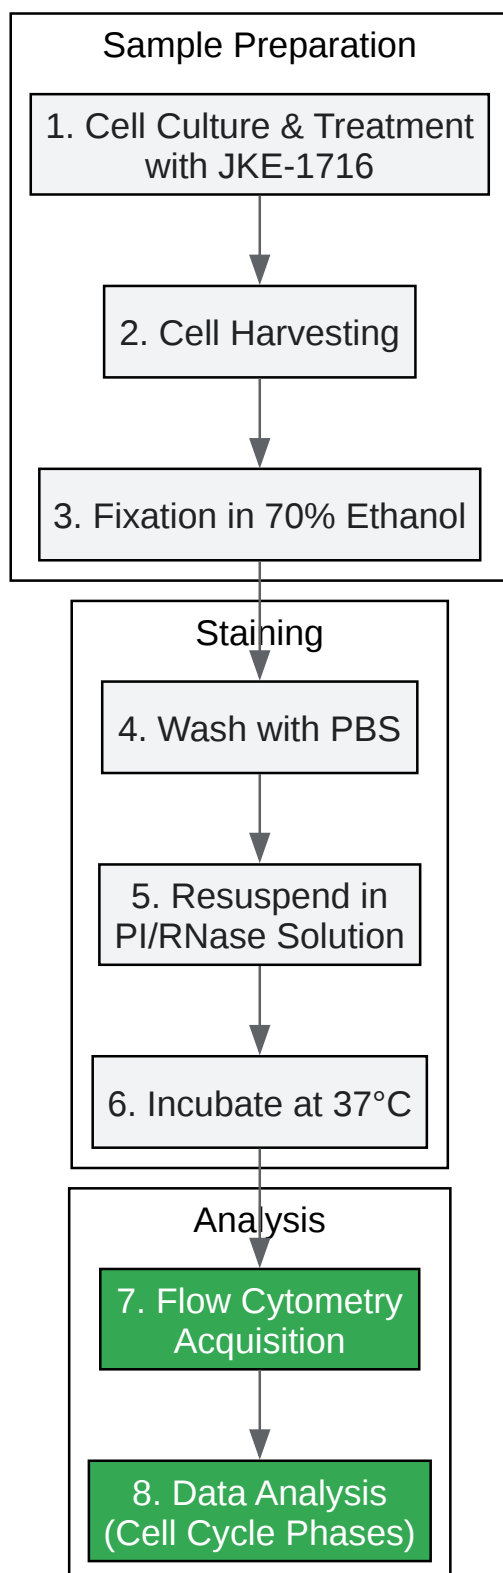 Sample Preparation
1. Cell Culture & Treatment
with JKE-1716
2. Cell Harvesting
3. Fixation in 70% Ethanol
Staining
4. Wash with PBS
5. Resuspend in
PI/RNase Solution
6. Incubate at 37°C
Analysis
7. Flow Cytometry
Acquisition
8. Data Analysis
(Cell Cycle Phases)